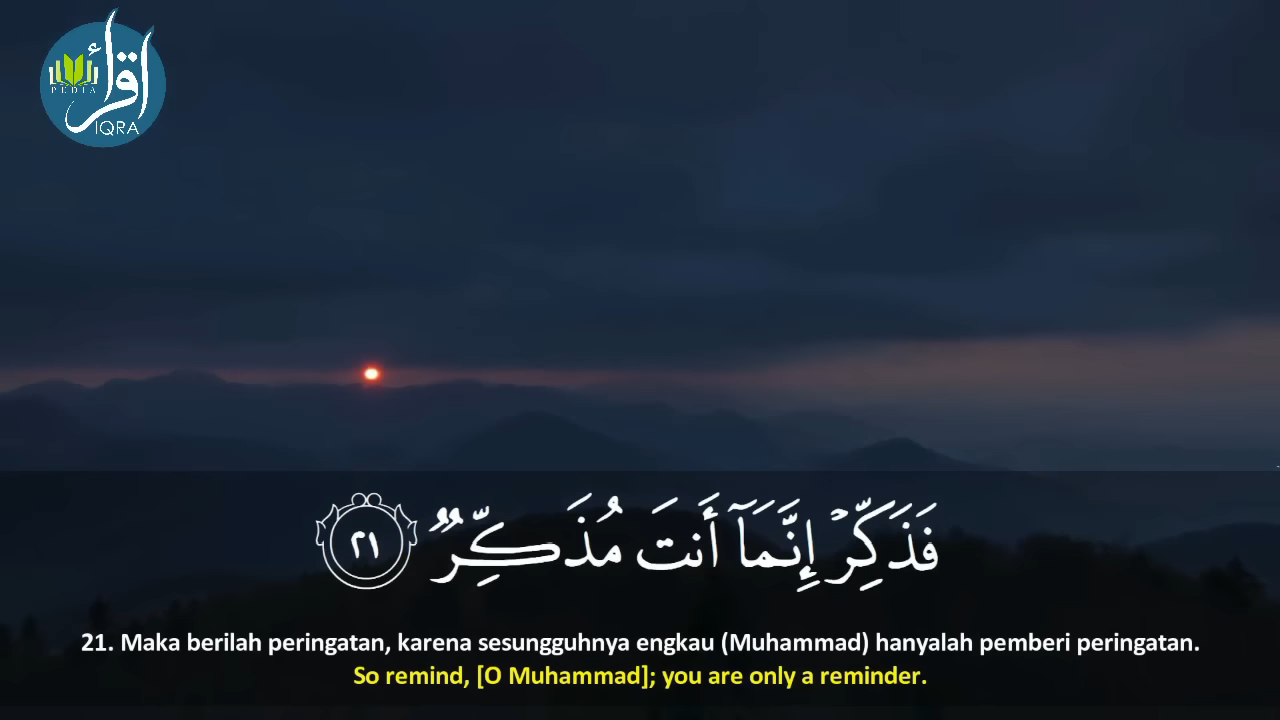 اقرأ
PEDIA
IQRA
فَذَكِّرْ إِنَّمَآ أَنتَ مُذَكِّرٌ ٢١
21. Maka berilah peringatan, karena sesungguhnya engkau (Muhammad) hanyalah pemberi peringatan.
So remind, [O Muhammad]; you are only a reminder.